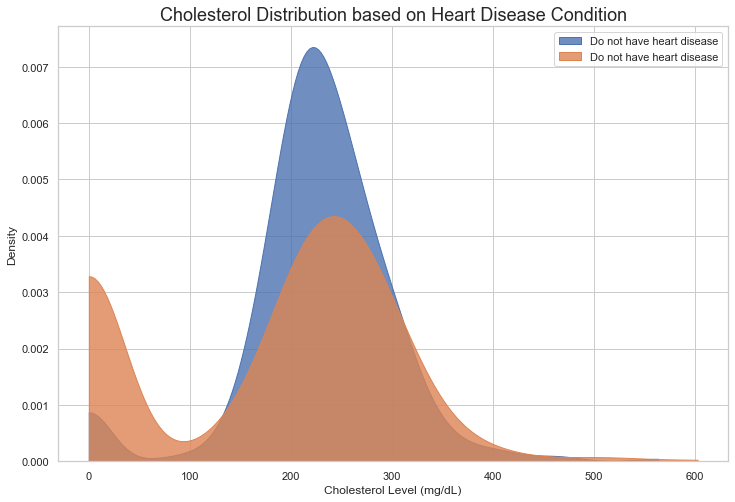 Cholesterol Distribution based on Heart Disease Condition
Do not have heart disease
Do not have heart disease
0.007
0.006
0.005
0.004
0.003
0.002
0.001
0.000
Density
0 100 200 300 400 500 600
Cholesterol Level (mg/dL)